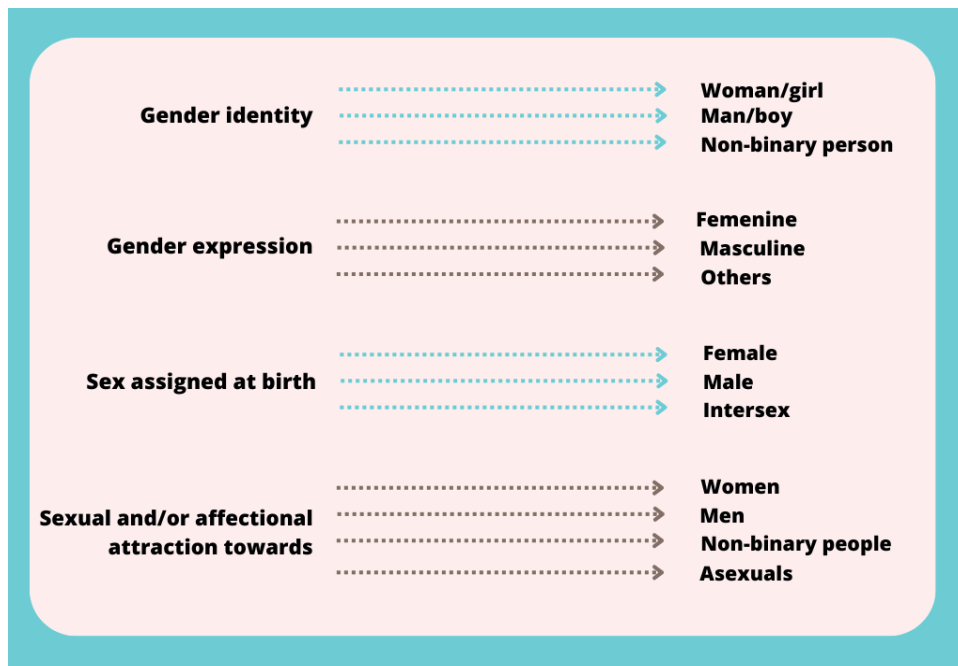 Gender identity
Woman/girl
Man/boy
Non-binary person
Gender expression
Femenine
Masculine
Others
Sex assigned at birth
Female
Male
Intersex
Sexual and/or affectional
attraction towards
Women
Men
Non-binary people
Asexuals